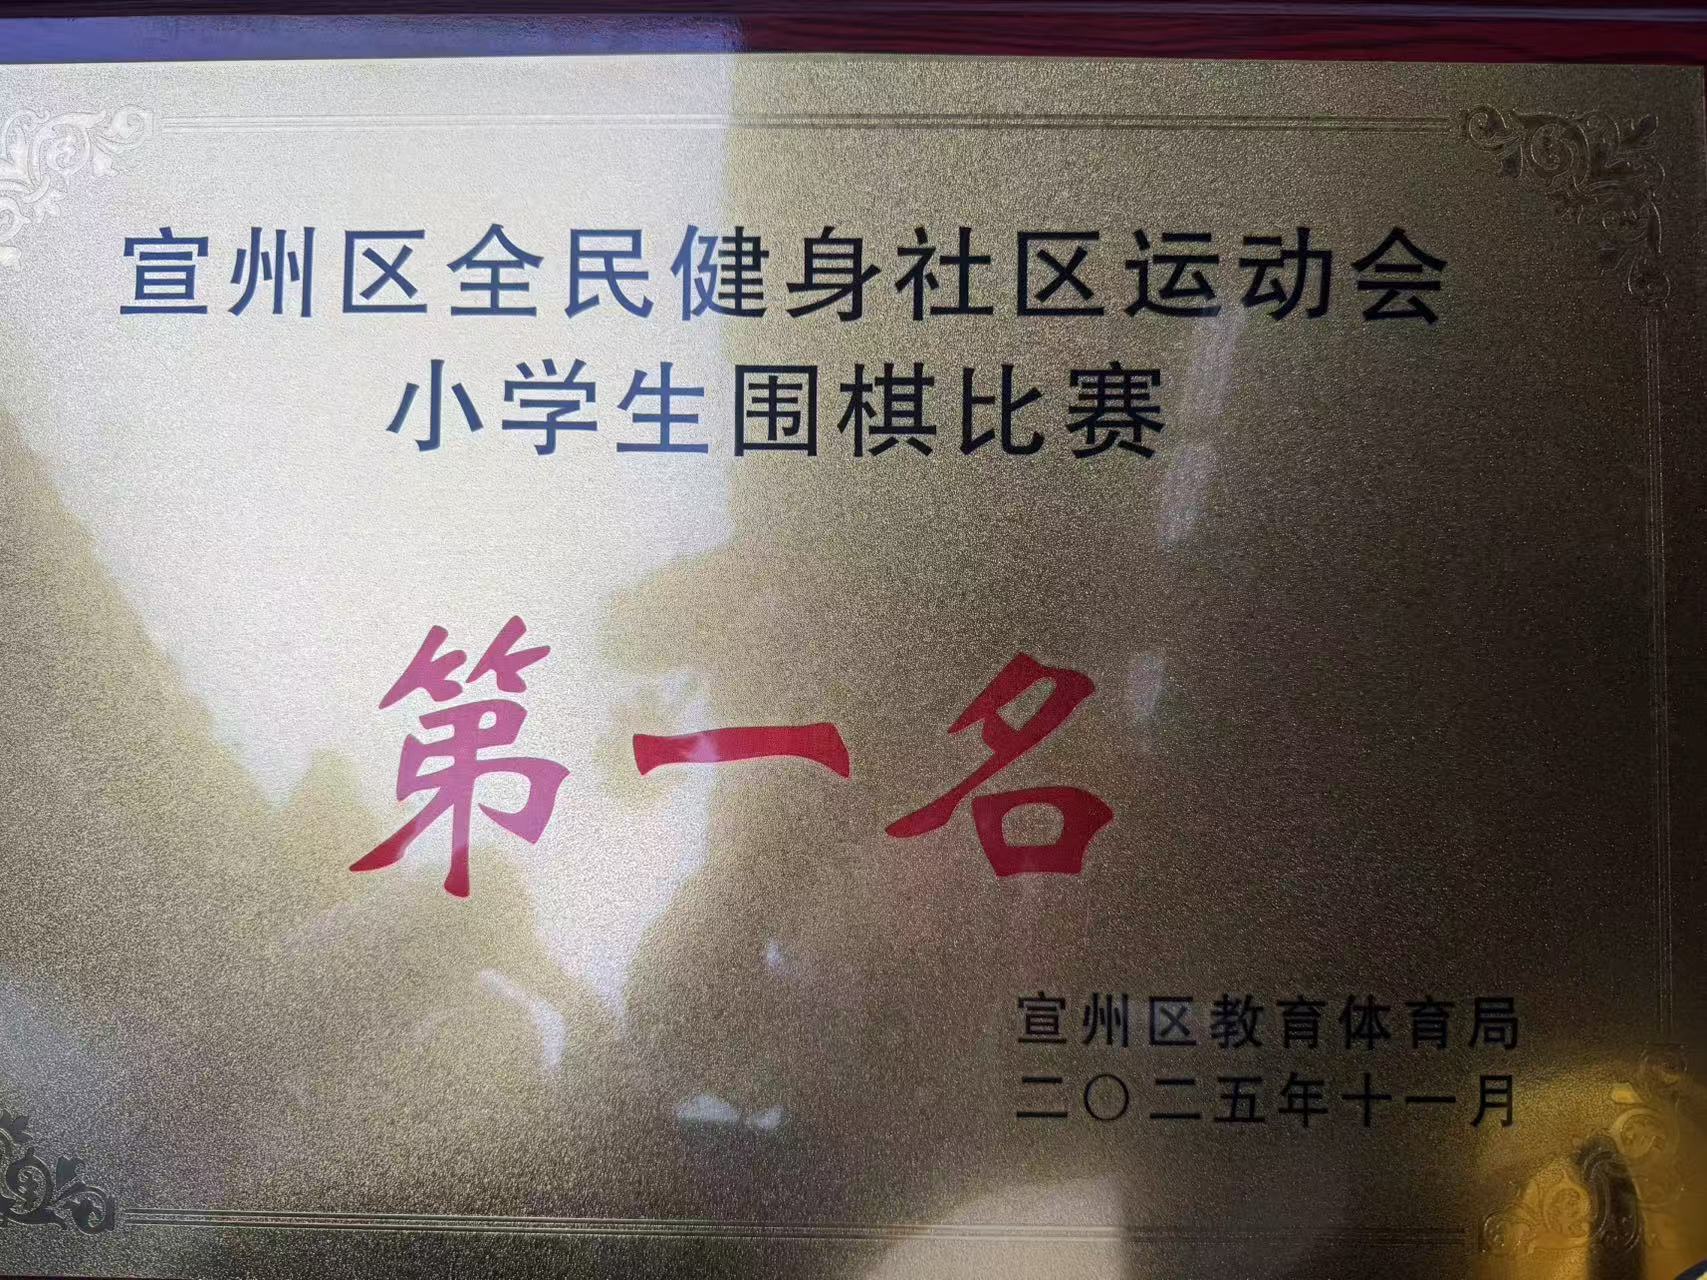 宣州区全民健身社区运动会
小学生围棋比赛
第一名
宣州区教育体育局
二〇二五年十一月